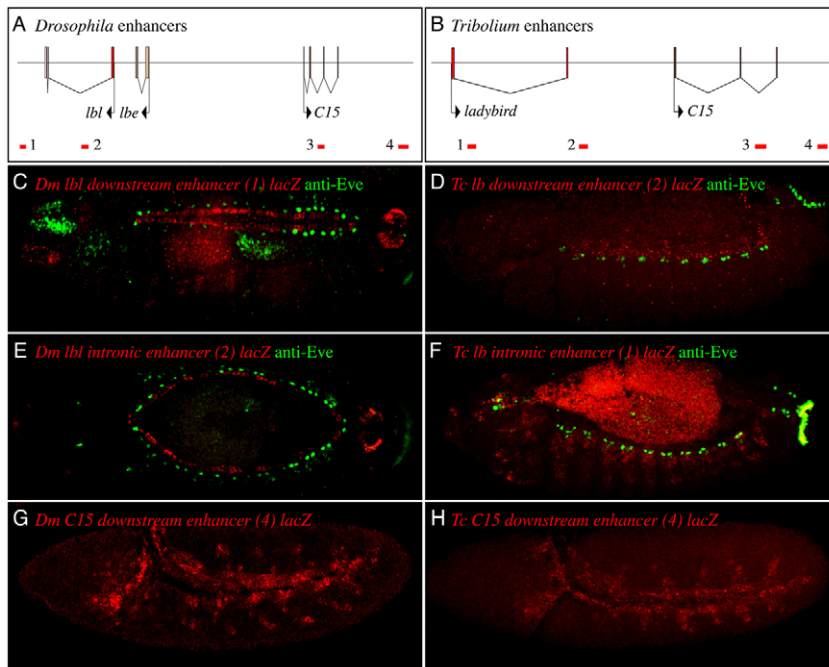 A Drosophila enhancers
lbl lbe C15
1 2 3 4
B Tribolium enhancers
ladybird C15
1 2 3 4
C Dm lbl downstream enhancer (1) lacZ anti-Eve
D Tc lb downstream enhancer (2) lacZ anti-Eve
E Dm lbl intronic enhancer (2) lacZ anti-Eve
F Tc lb intronic enhancer (1) lacZ anti-Eve
G Dm C15 downstream enhancer (4) lacZ
H Tc C15 downstream enhancer (4) lacZ